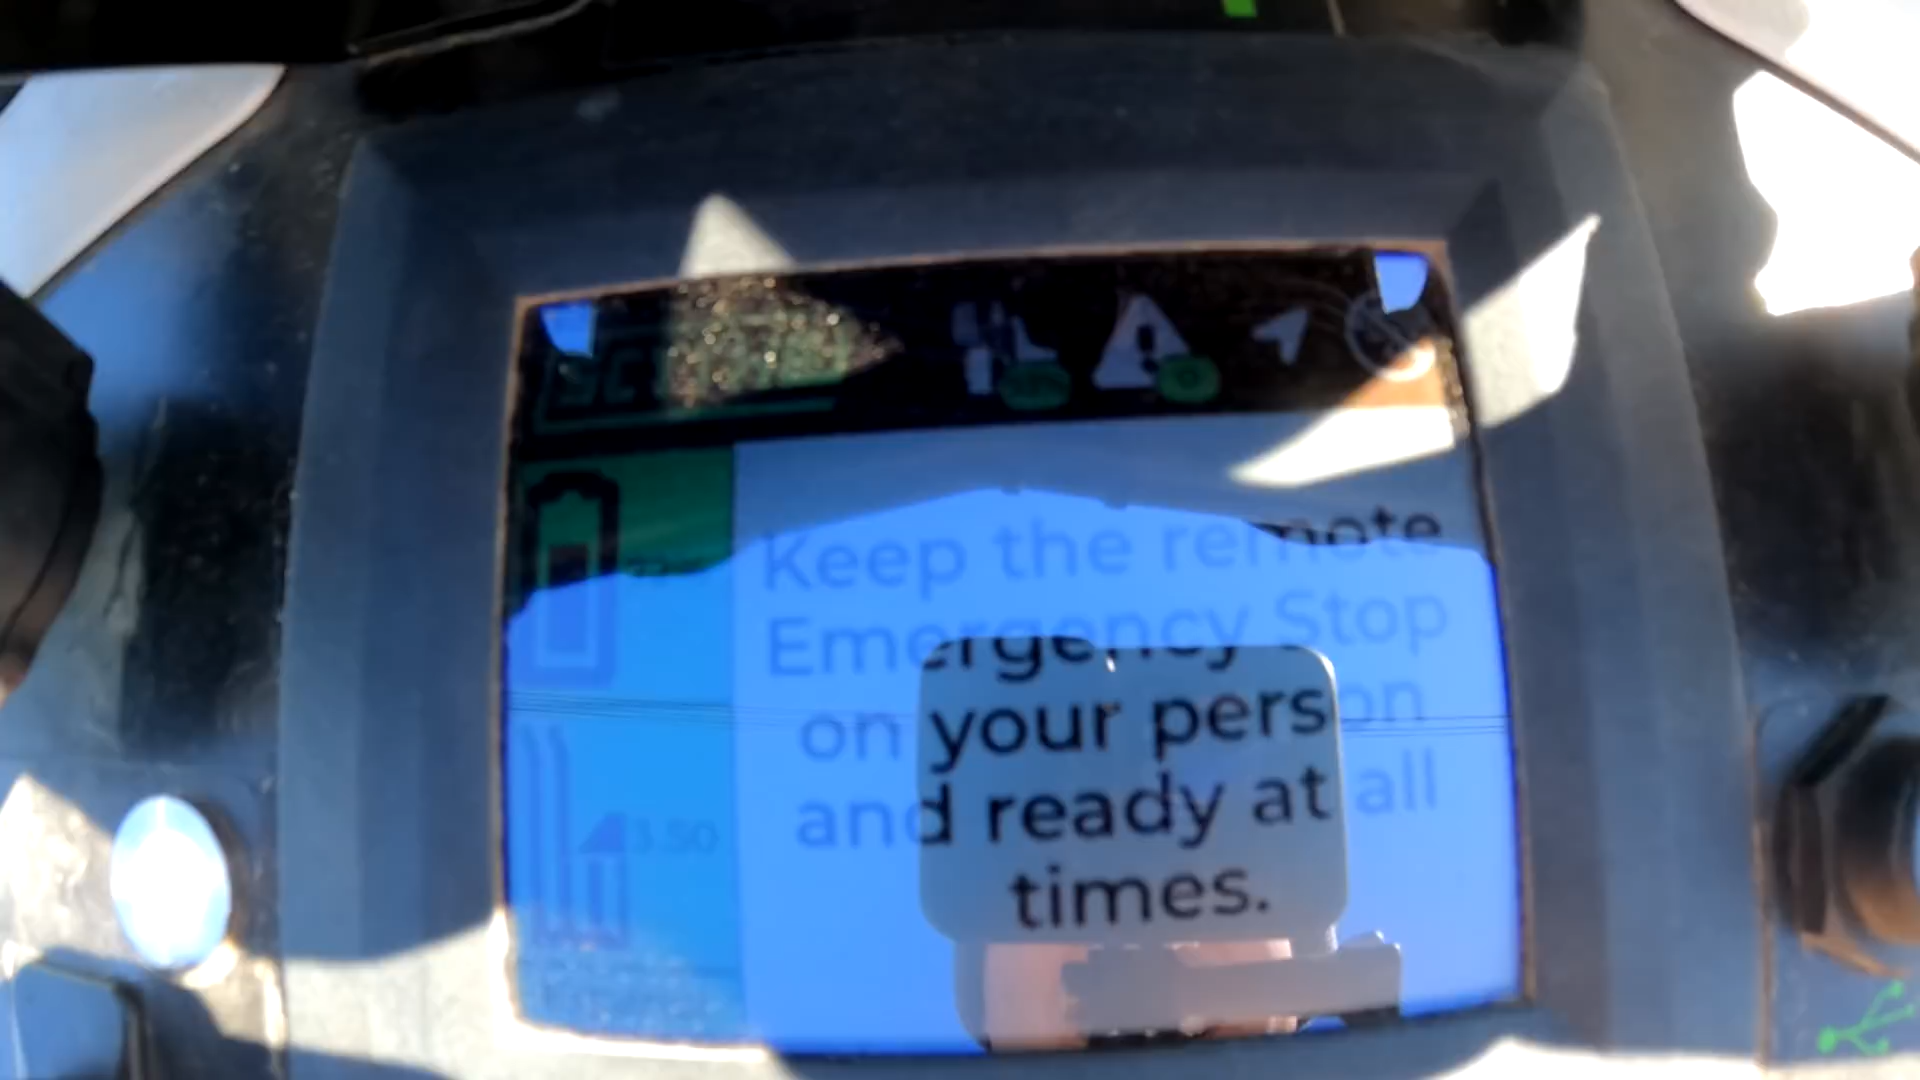 Keep the remote
Emergency Stop
on your person
and ready at all
times.
3.50